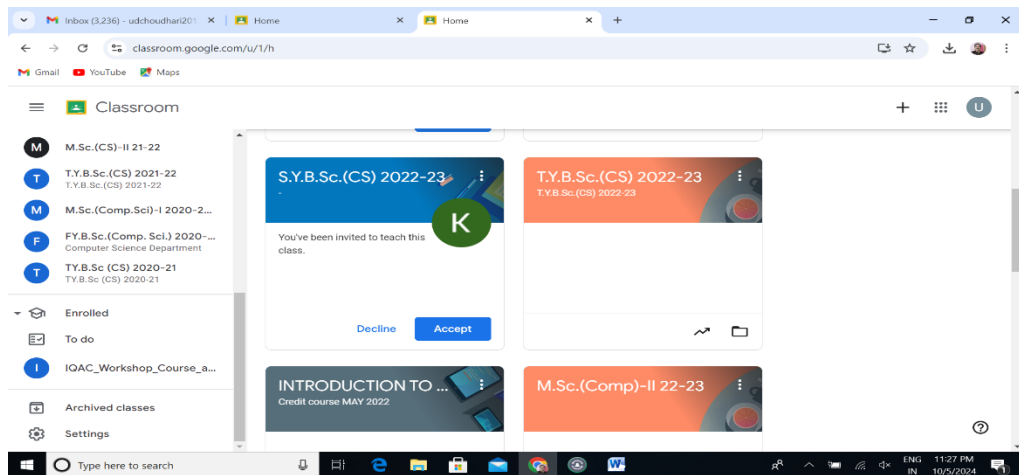 Inbox (3,236) - udchoudhari201
Home
Home
classroom.google.com/u/1/h
Gmail
YouTube
Maps
Classroom
U
M
M.Sc.(CS)-II 21-22
T
T.Y.B.Sc.(CS) 2021-22
T.Y.B.Sc.(CS) 2021-22
M
M.Sc.(Comp.Sci)-I 2020-2...
F
FY.B.Sc.(Comp. Sci.) 2020-...
Computer Science Department
T
TY.B.Sc (CS) 2020-21
TY.B.Sc (CS) 2020-21
Enrolled
To do
I
IQAC_Workshop_Course_a...
Archived classes
Settings
S.Y.B.Sc.(CS) 2022-23
-
K
You've been invited to teach this
class.
Decline
Accept
T.Y.B.Sc.(CS) 2022-23
T.Y.B.Sc.(CS) 2022-23
INTRODUCTION TO ...
Credit course MAY 2022
M.Sc.(Comp)-II 22-23
Type here to search
ENG
IN
11:27 PM
10/5/2024